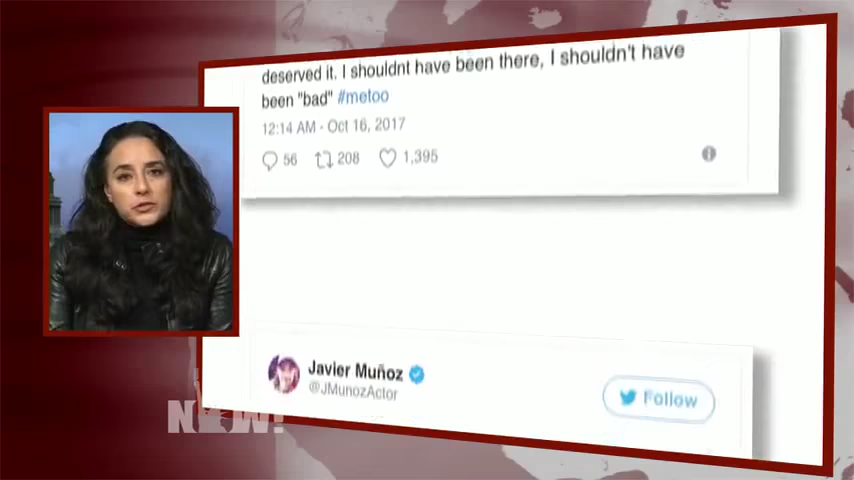 deserved it. I shouldnt have been there, I shouldn't have
been "bad" #metoo
12:14 AM - Oct 16, 2017
56 208 1,395
Javier Muñoz
@JMunozActor
Follow
NOW!